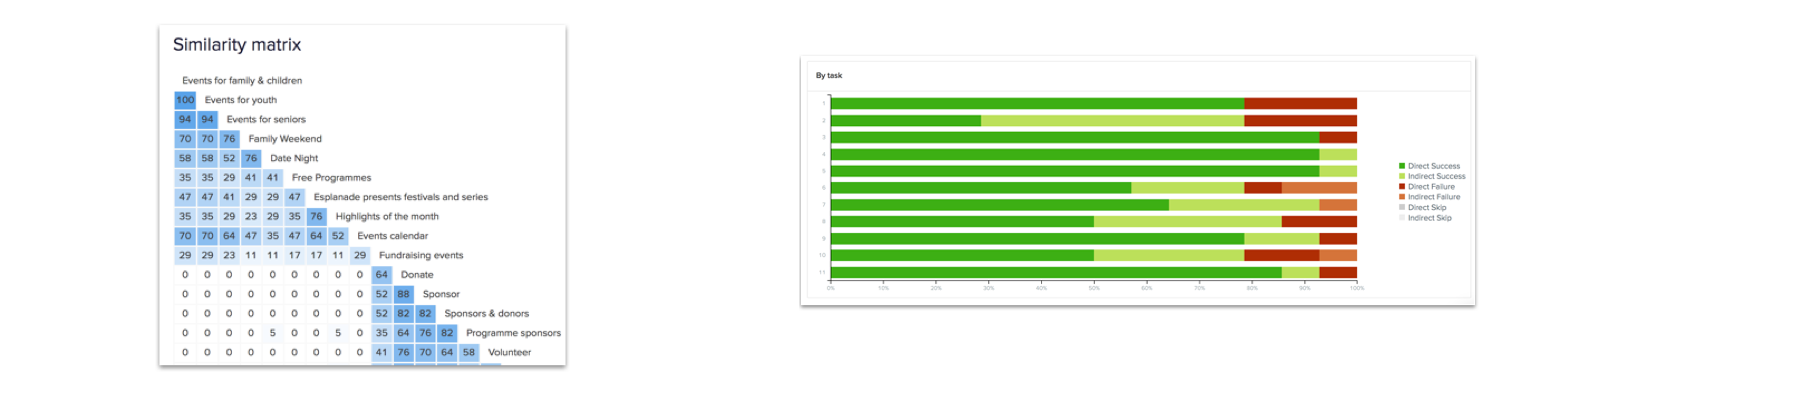 Similarity matrix
Events for family & children
100 Events for youth
94 94 Events for seniors
70 70 76 Family Weekend
58 58 52 76 Date Night
35 35 29 41 41 Free Programmes
47 47 41 29 29 47 Esplanade presents festivals and series
35 35 29 23 29 35 76 Highlights of the month
70 70 64 47 35 47 64 52 Events calendar
29 29 23 11 11 17 17 11 29 Fundraising events
0 0 0 0 0 0 0 0 0 64 Donate
0 0 0 0 0 0 0 0 0 52 88 Sponsor
0 0 0 0 0 0 0 0 0 52 82 82 Sponsors & donors
0 0 0 0 5 0 0 5 0 35 64 76 82 Programme sponsors
0 0 0 0 0 0 0 0 0 41 76 70 64 58 Volunteer
By task
1
2
3
4
5
6
7
8
9
10
11
0% 10% 20% 30% 40% 50% 60% 70% 80% 90% 100%
Direct Success
Indirect Success
Direct Failure
Indirect Failure
Direct Skip
Indirect Skip